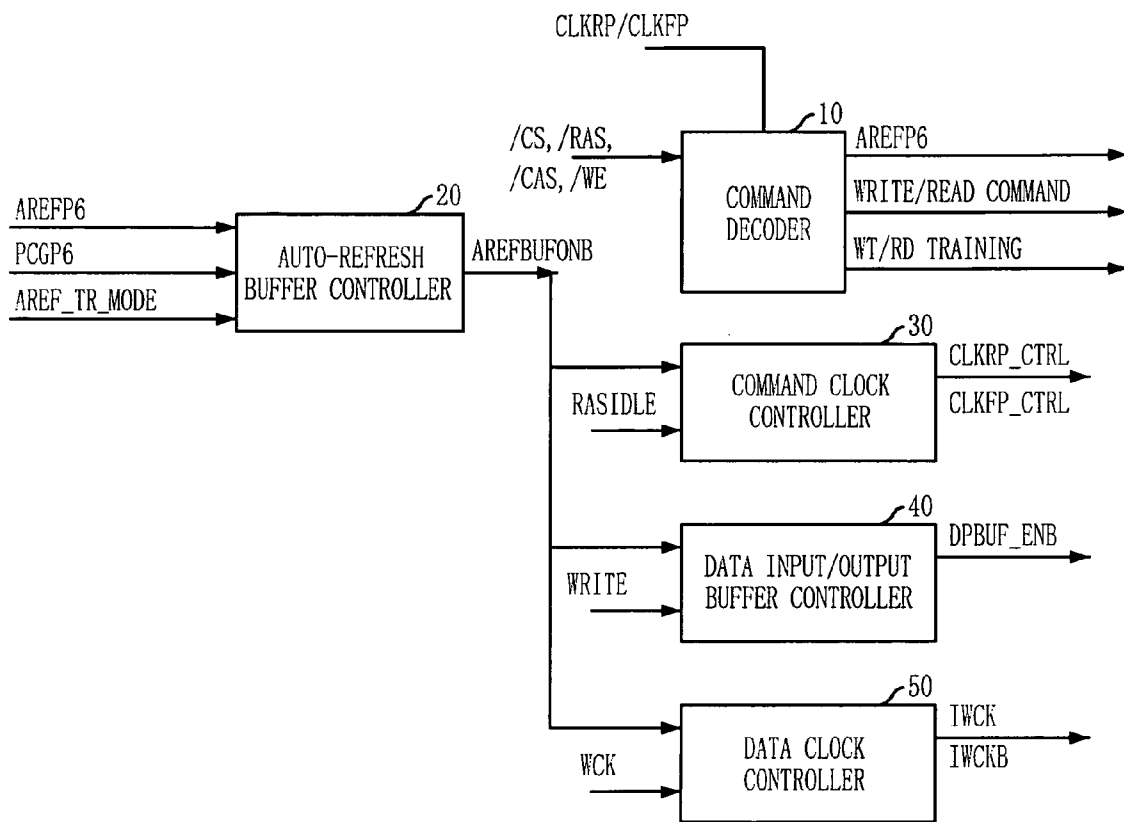 CLKRP/CLKFP
10
/CS, /RAS,
/CAS, /WE
COMMAND
DECODER
AREFP6
WRITE/READ COMMAND
WT/RD TRAINING
AREFP6
PCGP6
AREF_TR_MODE
20
AUTO-REFRESH
BUFFER CONTROLLER
AREFBUFONB
30
RASIDLE
COMMAND CLOCK
CONTROLLER
CLKRP_CTRL
CLKFP_CTRL
40
WRITE
DATA INPUT/OUTPUT
BUFFER CONTROLLER
DPBUF_ENB
50
WCK
DATA CLOCK
CONTROLLER
IWCK
IWCKB